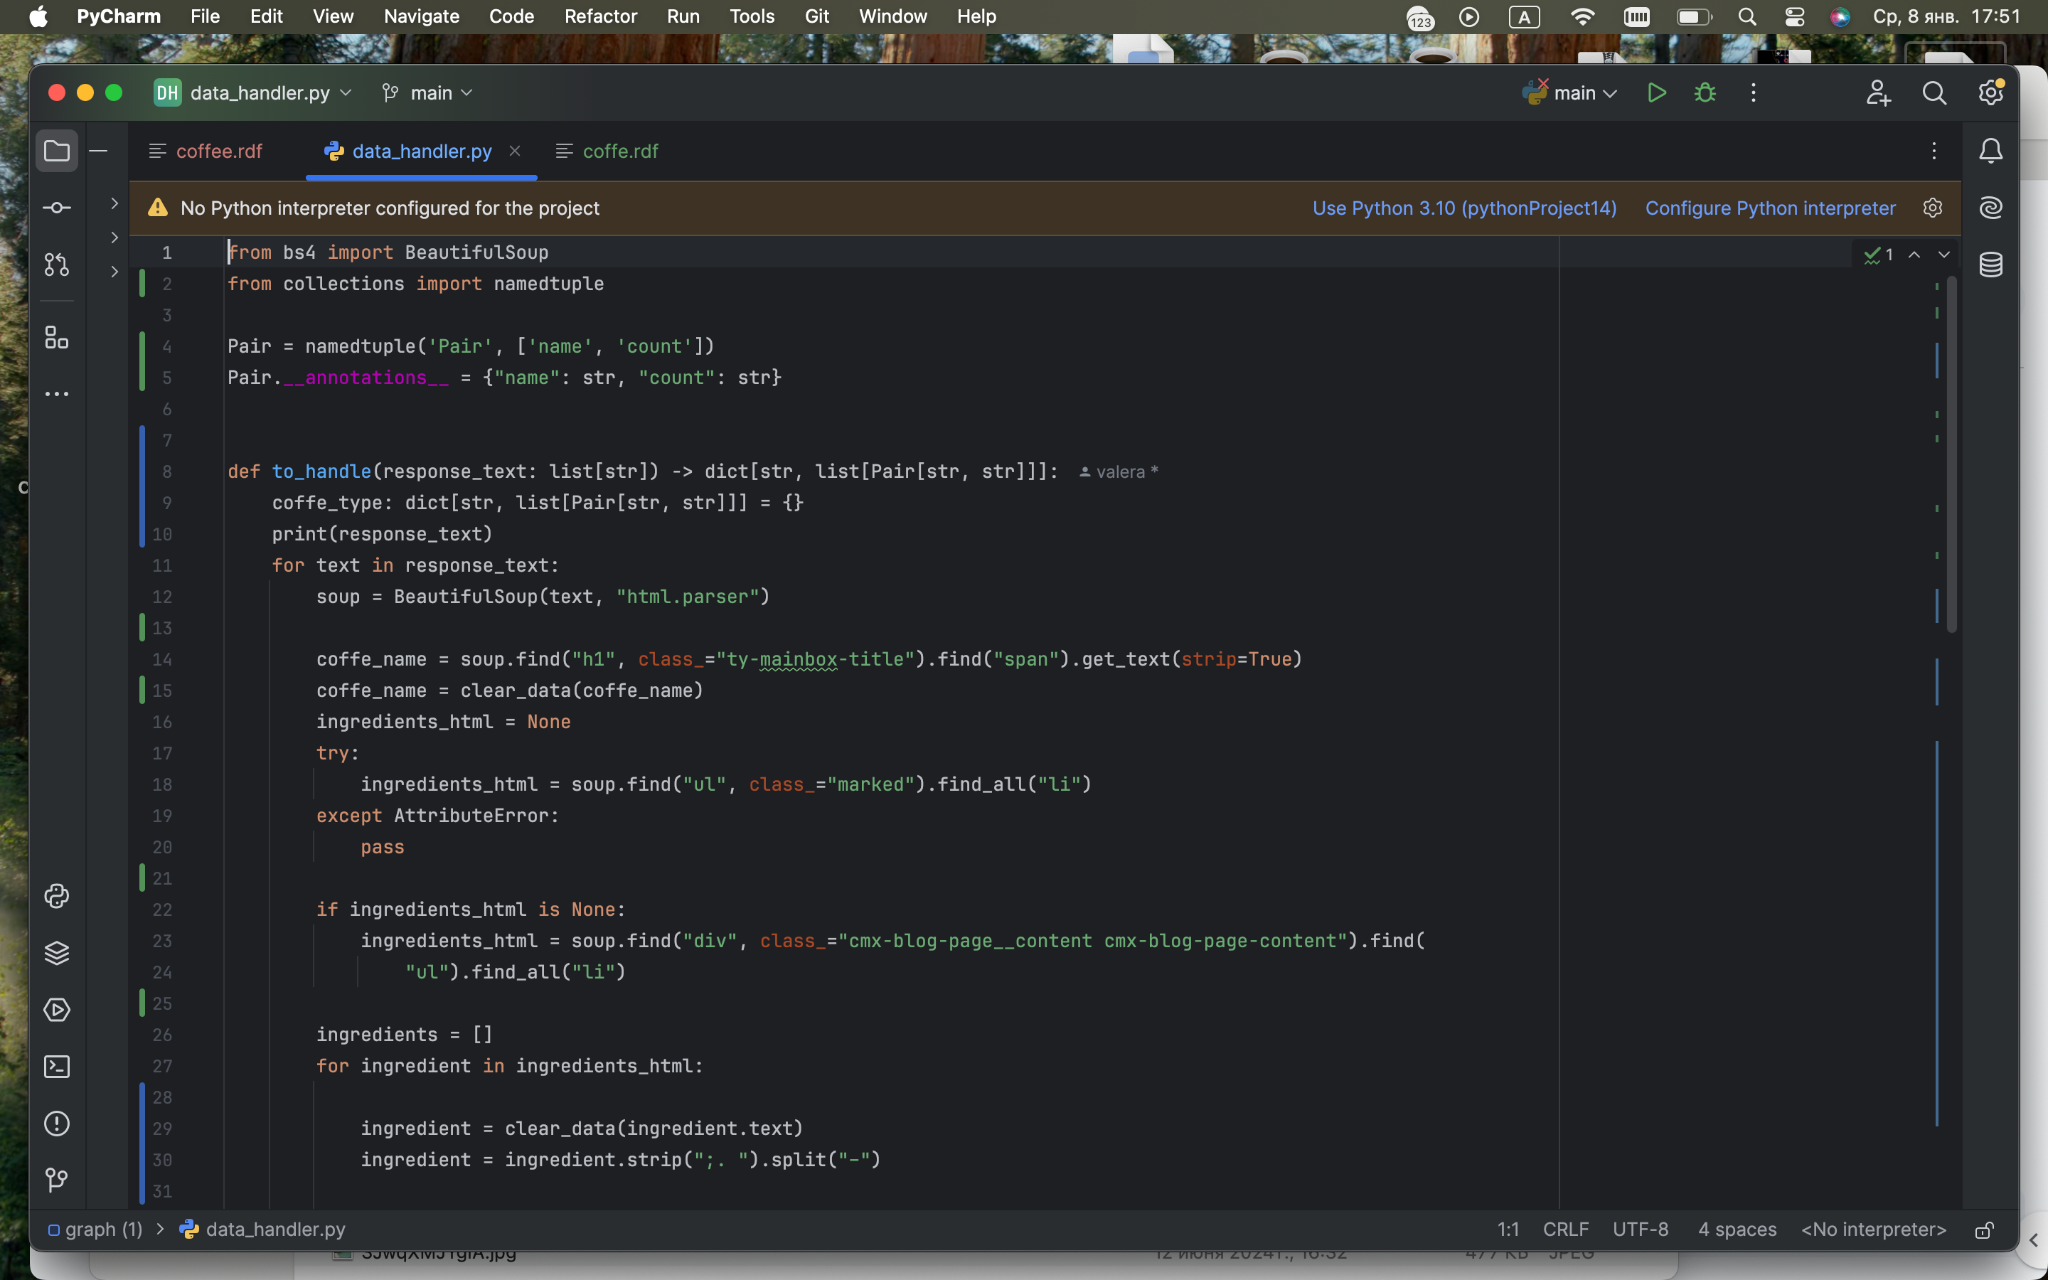 PyCharm File Edit View Navigate Code Refactor Run Tools Git Window Help 123 A Ср, 8 янв. 17:51
DH data_handler.py main main
coffee.rdf data_handler.py coffe.rdf
No Python interpreter configured for the project Use Python 3.10 (pythonProject14) Configure Python interpreter
1 from bs4 import BeautifulSoup 1
2 from collections import namedtuple
3
4 Pair = namedtuple('Pair', ['name', 'count'])
5 Pair.__annotations__ = {"name": str, "count": str}
6
7
8 def to_handle(response_text: list[str]) -> dict[str, list[Pair[str, str]]]: valera *
9 coffe_type: dict[str, list[Pair[str, str]]] = {}
10 print(response_text)
11 for text in response_text:
12 soup = BeautifulSoup(text, "html.parser")
13
14 coffe_name = soup.find("h1", class_="ty-mainbox-title").find("span").get_text(strip=True)
15 coffe_name = clear_data(coffe_name)
16 ingredients_html = None
17 try:
18 ingredients_html = soup.find("ul", class_="marked").find_all("li")
19 except AttributeError:
20 pass
21
22 if ingredients_html is None:
23 ingredients_html = soup.find("div", class_="cmx-blog-page__content cmx-blog-page-content").find(
24 "ul").find_all("li")
25
26 ingredients = []
27 for ingredient in ingredients_html:
28
29 ingredient = clear_data(ingredient.text)
30 ingredient = ingredient.strip(";. ").split("–")
31
graph (1) > data_handler.py 1:1 CRLF UTF-8 4 spaces <No interpreter>
12 июня 2024 г., 16:32 477 КБ JPEG